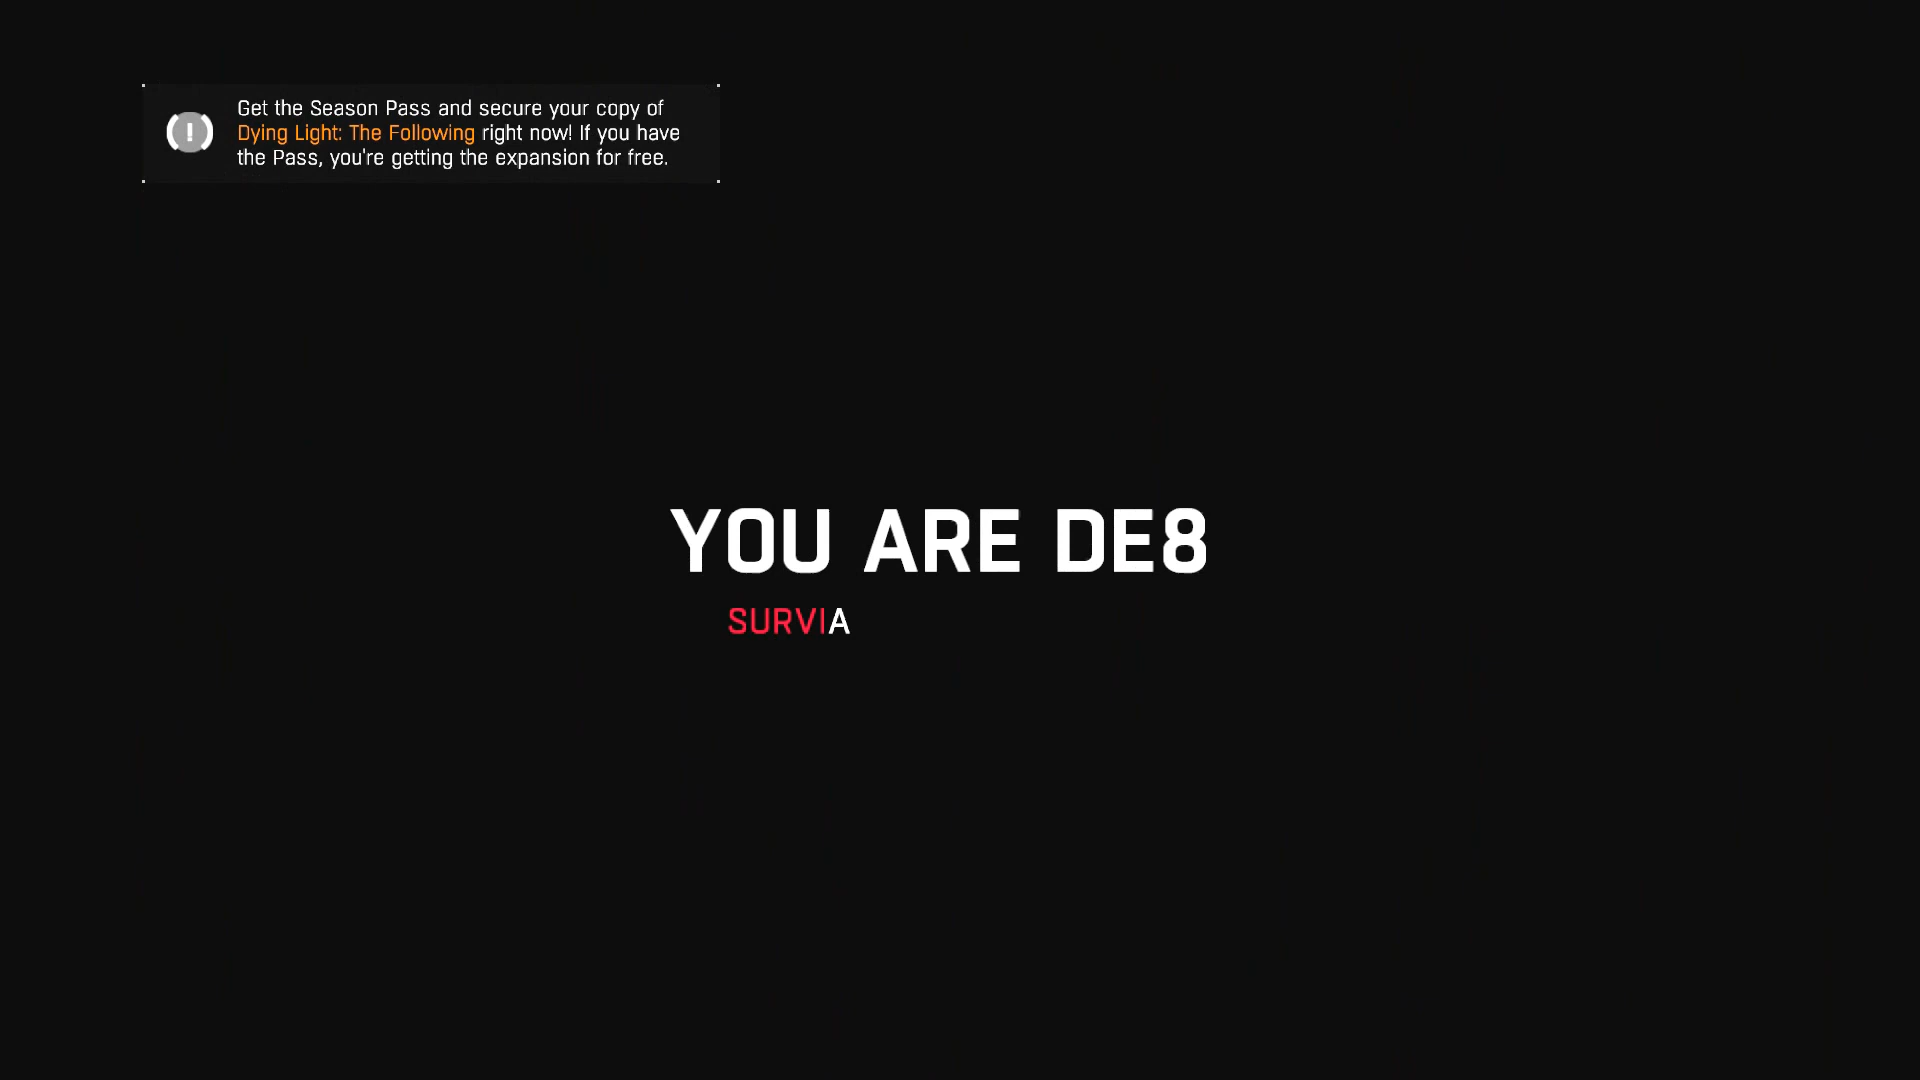 Get the Season Pass and secure your copy of
Dying Light: The Following right now! If you have
the Pass, you're getting the expansion for free.
YOU ARE DE8
SURVIA